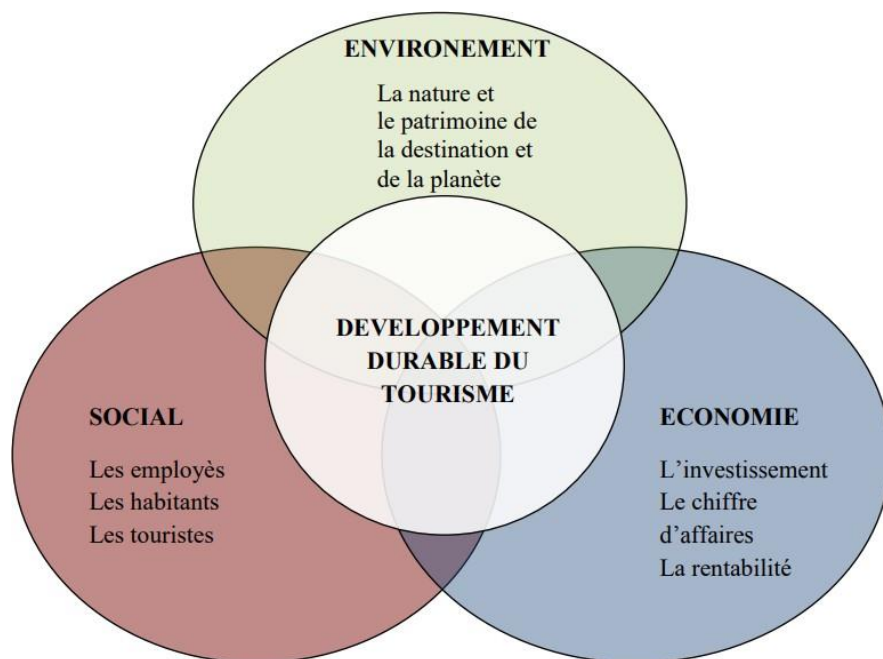 ENVIRONEMENT
La nature et
le patrimoine de
la destination et
de la planète
DEVELOPPEMENT
DURABLE DU
TOURISME
SOCIAL
Les employès
Les habitants
Les touristes
ECONOMIE
L’investissement
Le chiffre
d’affaires
La rentabilité